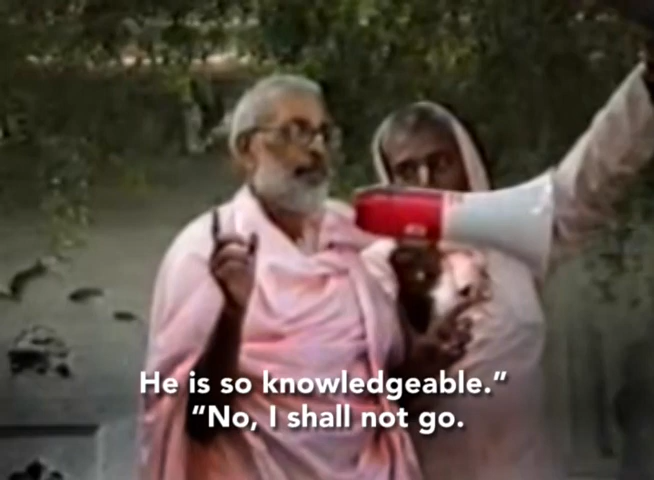 He is so knowledgeable.”
“No, I shall not go.